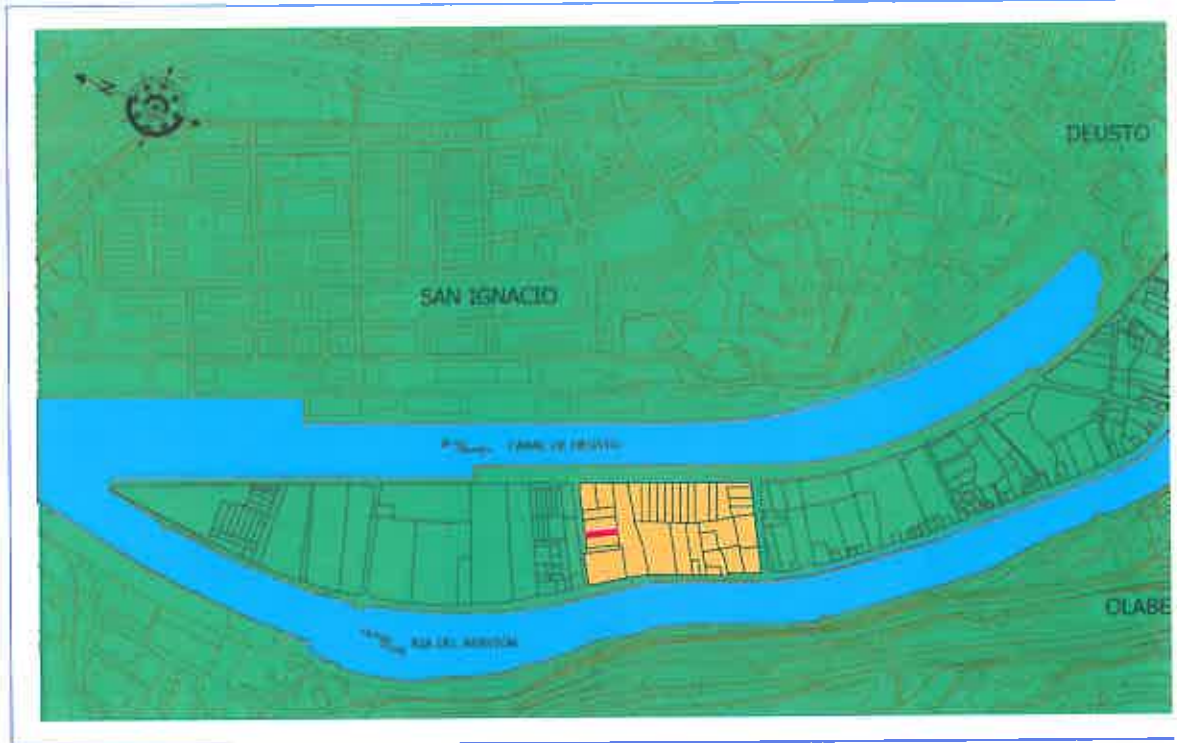 N
DEUSTO
SAN IGNACIO
CANAL DE DEUSTO
OLABE
RIA DEL NERVION